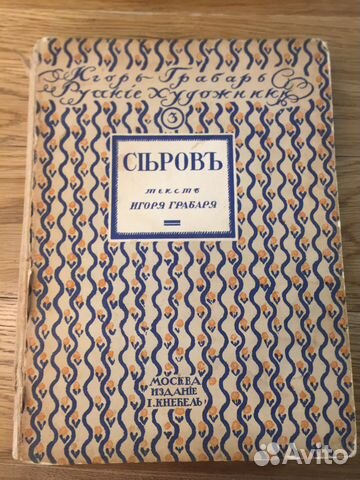 Игорь Грабарь
Русскіе художники
3
СѢРОВЪ
текстъ
ИГОРЯ ГРАБАРЯ
МОСКВА
ИЗДАНІЕ
І. КНЕБЕЛЬ
Avito